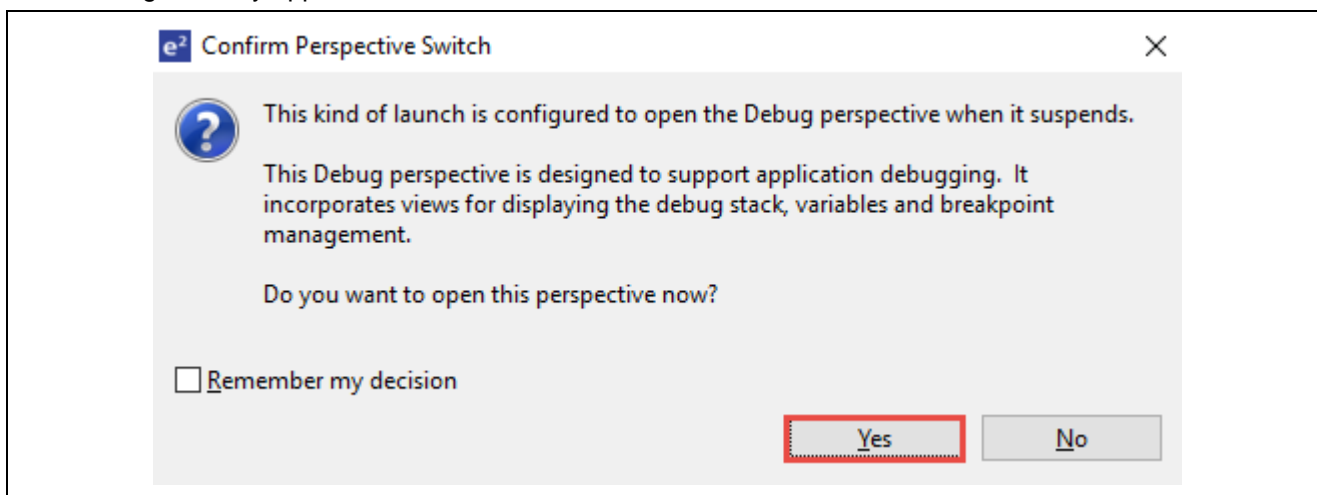 e² Confirm Perspective Switch
This kind of launch is configured to open the Debug perspective when it suspends.
This Debug perspective is designed to support application debugging. It
incorporates views for displaying the debug stack, variables and breakpoint
management.
Do you want to open this perspective now?
Remember my decision
Yes No